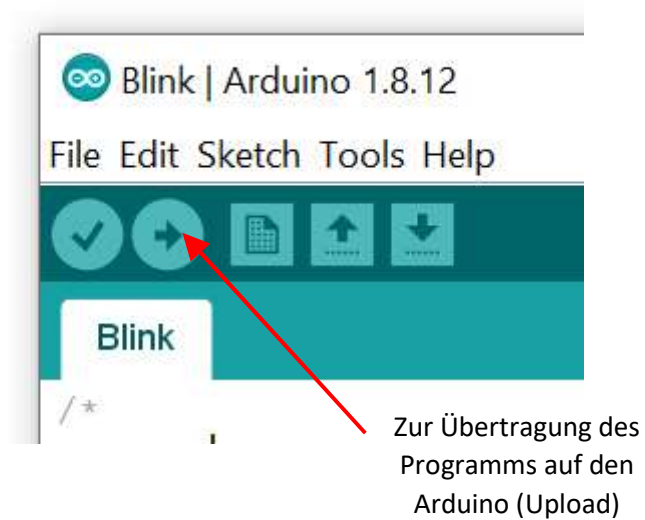 Blink | Arduino 1.8.12
File Edit Sketch Tools Help
Blink
/*
Zur Übertragung des
Programms auf den
Arduino (Upload)